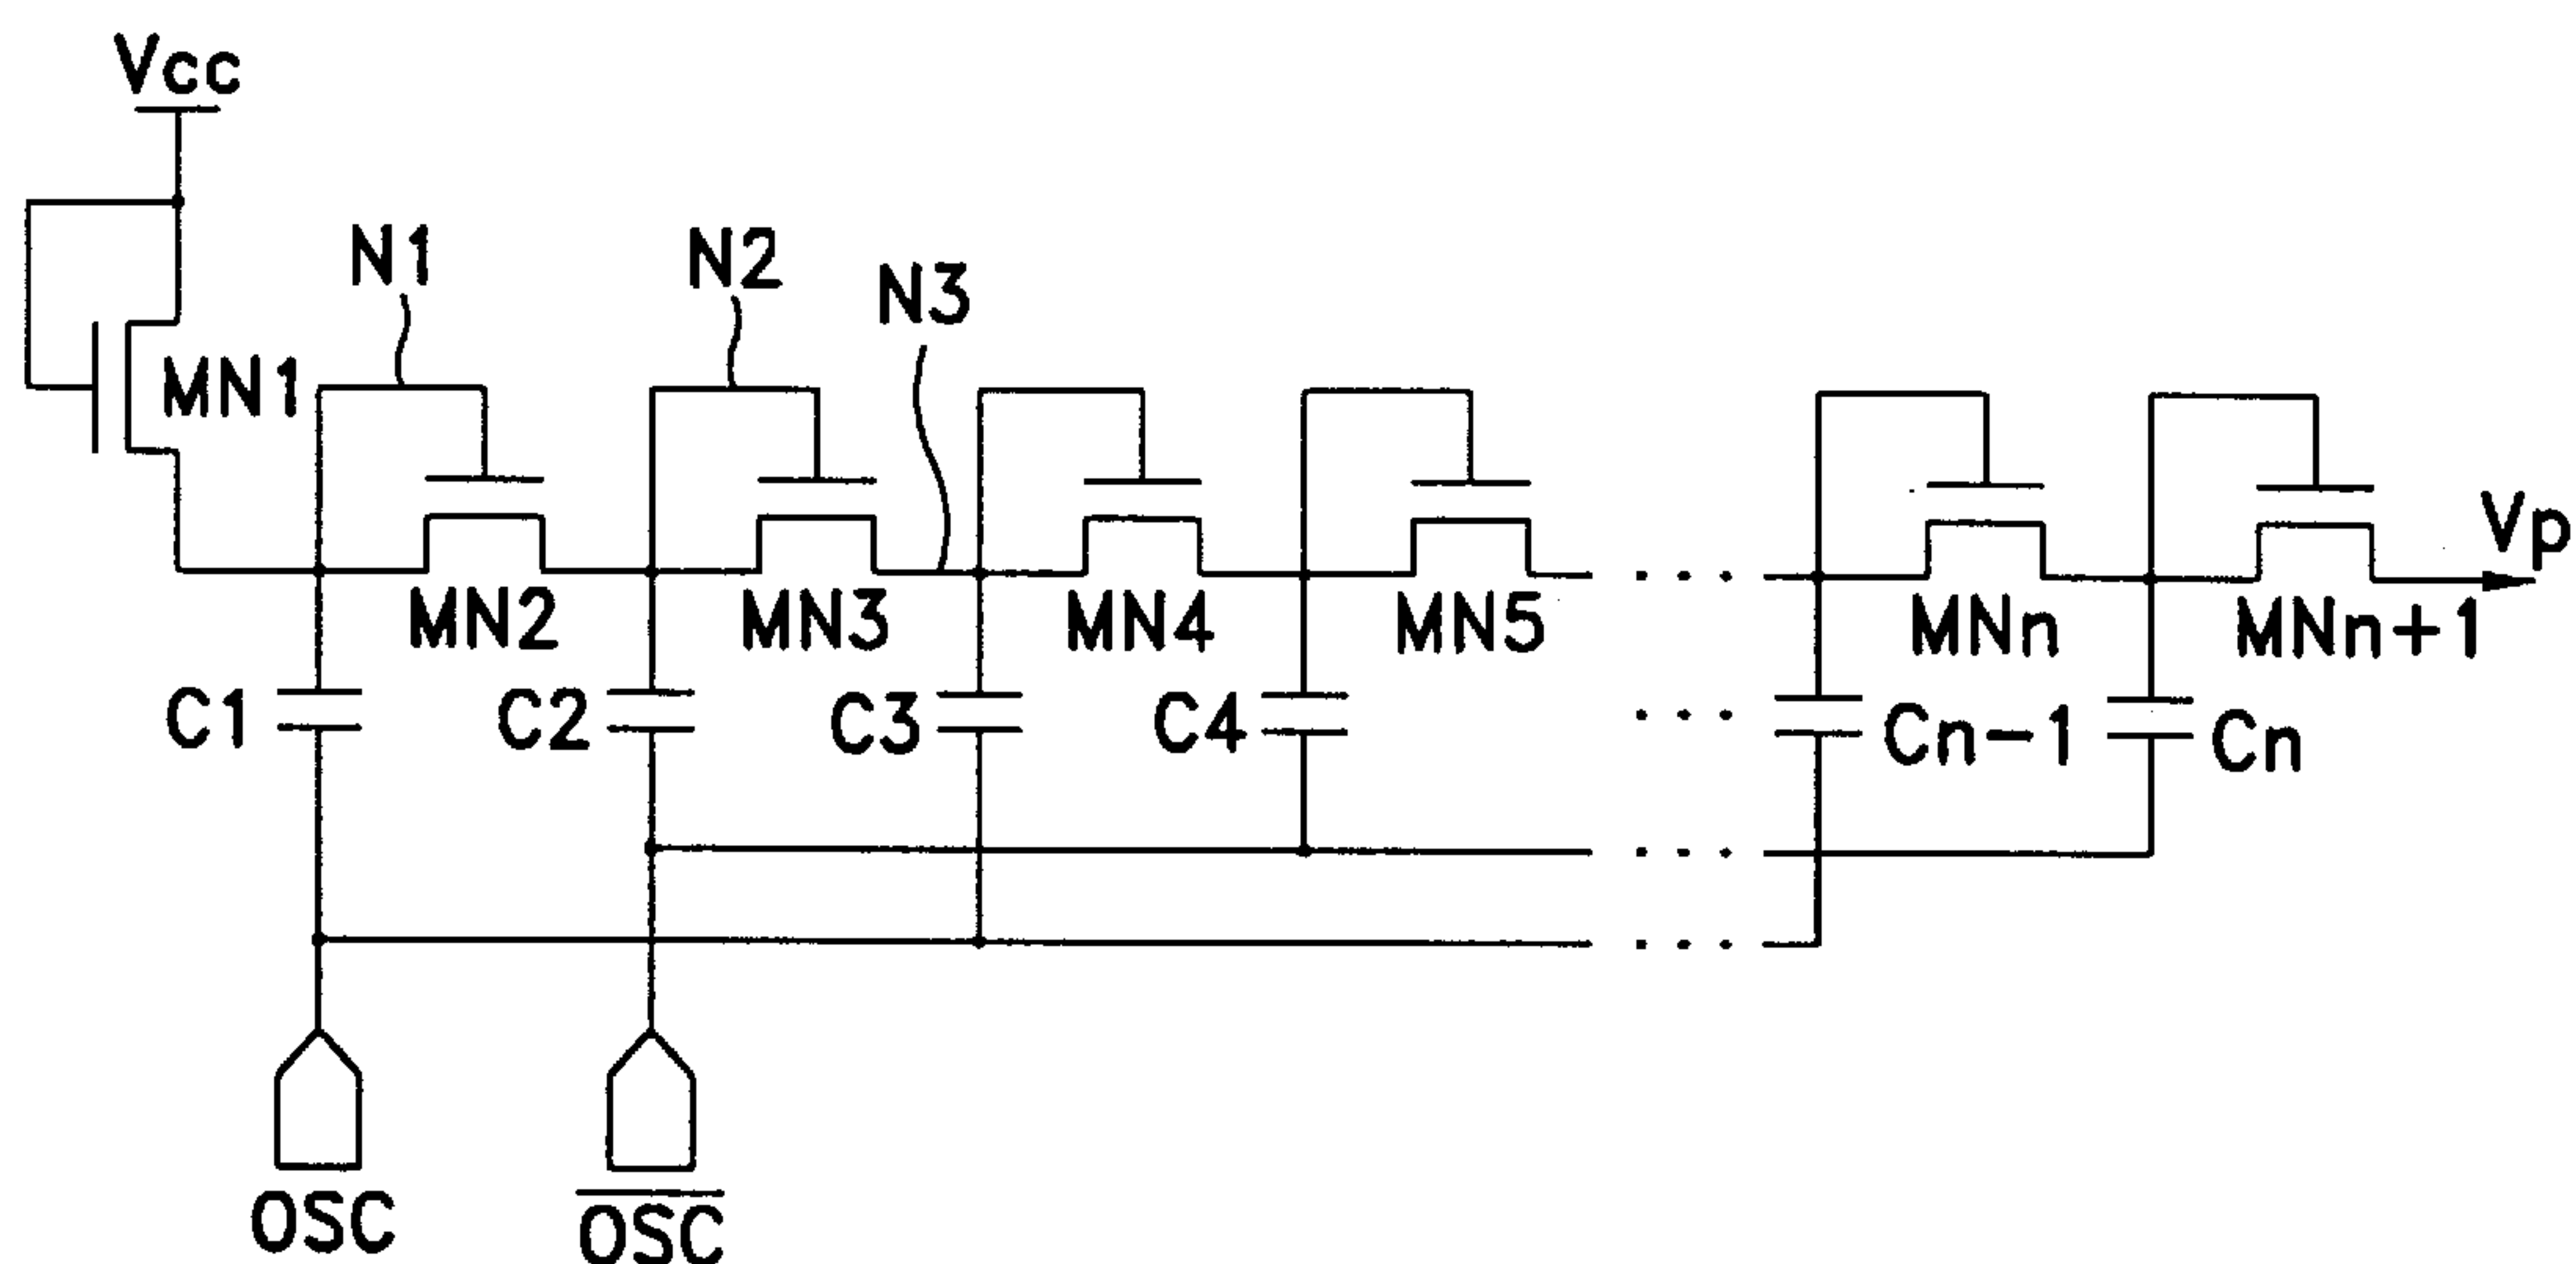 Vcc
N1
N2
N3
MN1
MN2
MN3
MN4
MN5
MNn
MNn+1
Vp
C1
C2
C3
C4
Cn-1
Cn
. . .
. . .
. . .
. . .
OSC
O̅S̅C̅